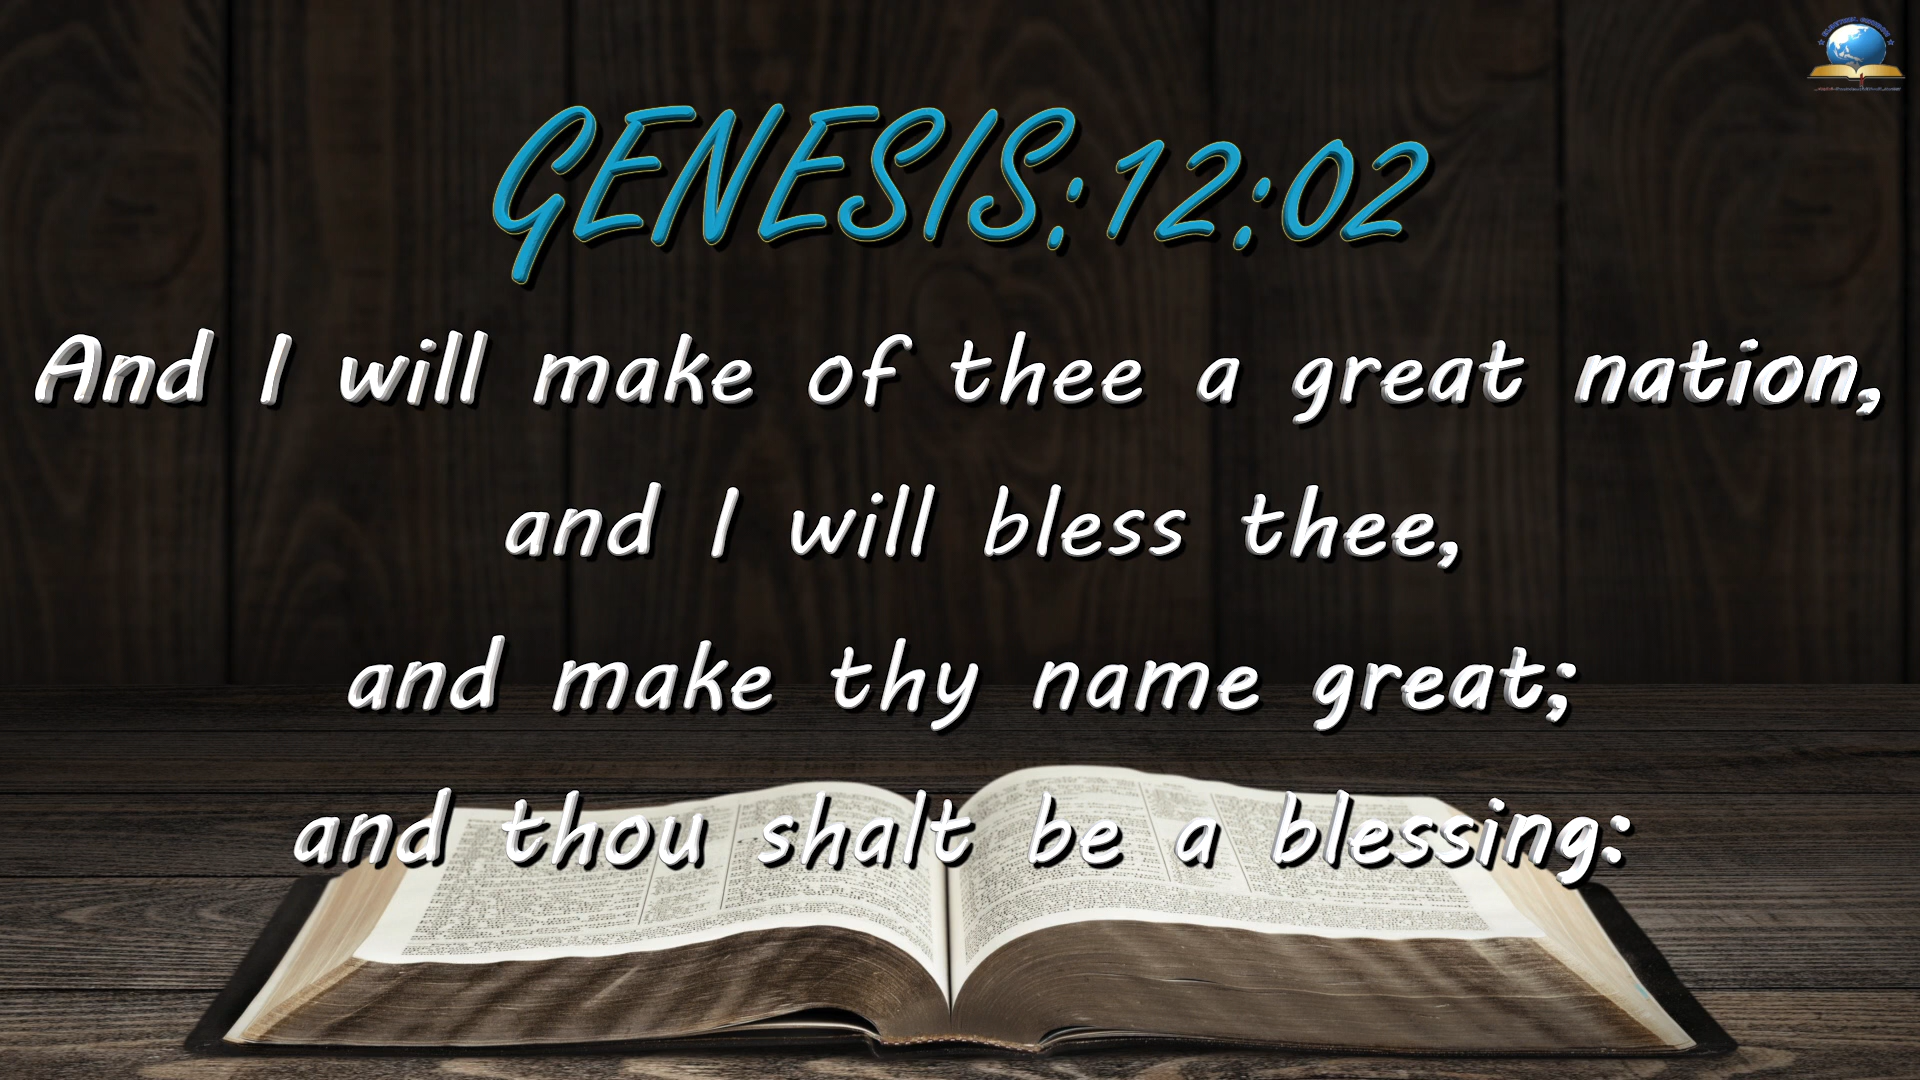 GENESIS:12:02
And I will make of thee a great nation,
and I will bless thee,
and make thy name great;
and thou shalt be a blessing: